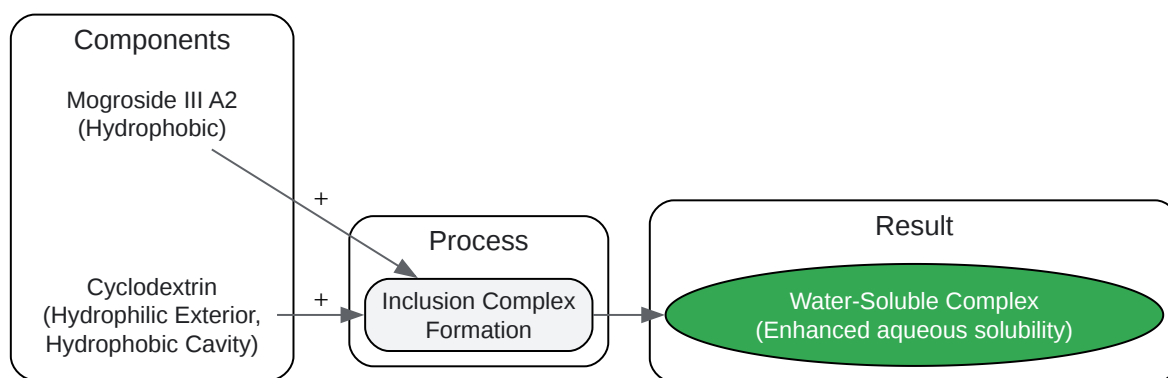 Components
Mogroside III A2
(Hydrophobic)
+
Cyclodextrin
(Hydrophilic Exterior,
Hydrophobic Cavity)
+
Process
Inclusion Complex
Formation
Result
Water-Soluble Complex
(Enhanced aqueous solubility)